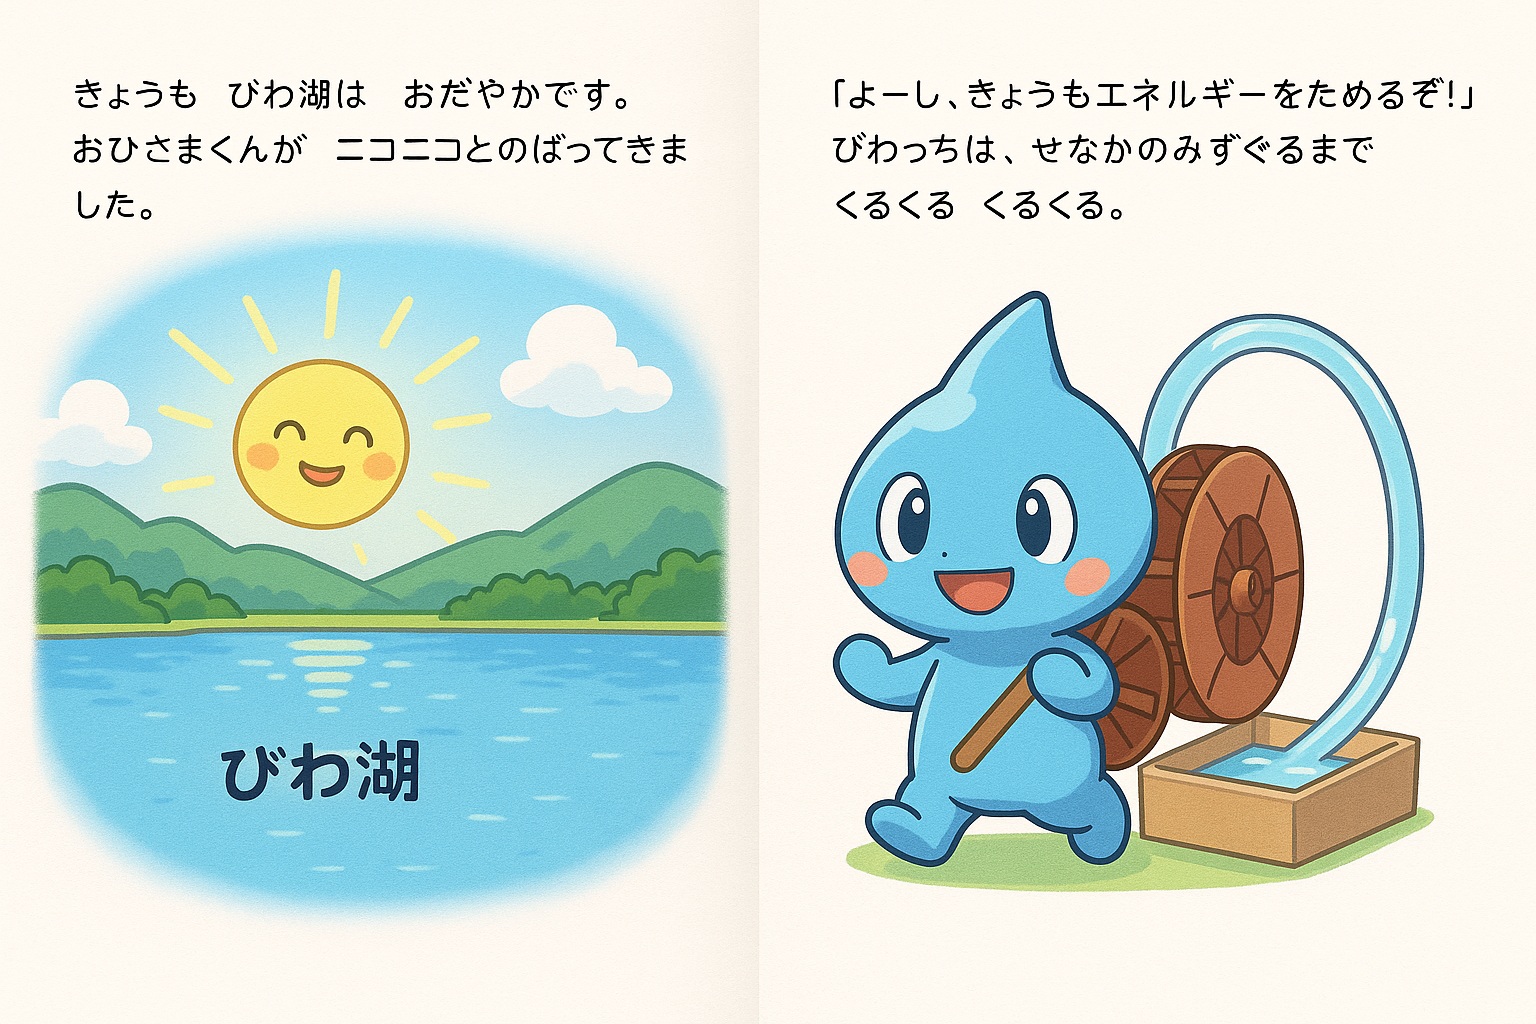 きょうも　びわ湖は　おだやかです。
おひさまくんが　ニコニコとのばってきま
した。
びわ湖
「よーし、きょうもエネルギーをためるぞ!」
びわっちは、せなかのみずぐるまで
くるくる　くるくる。